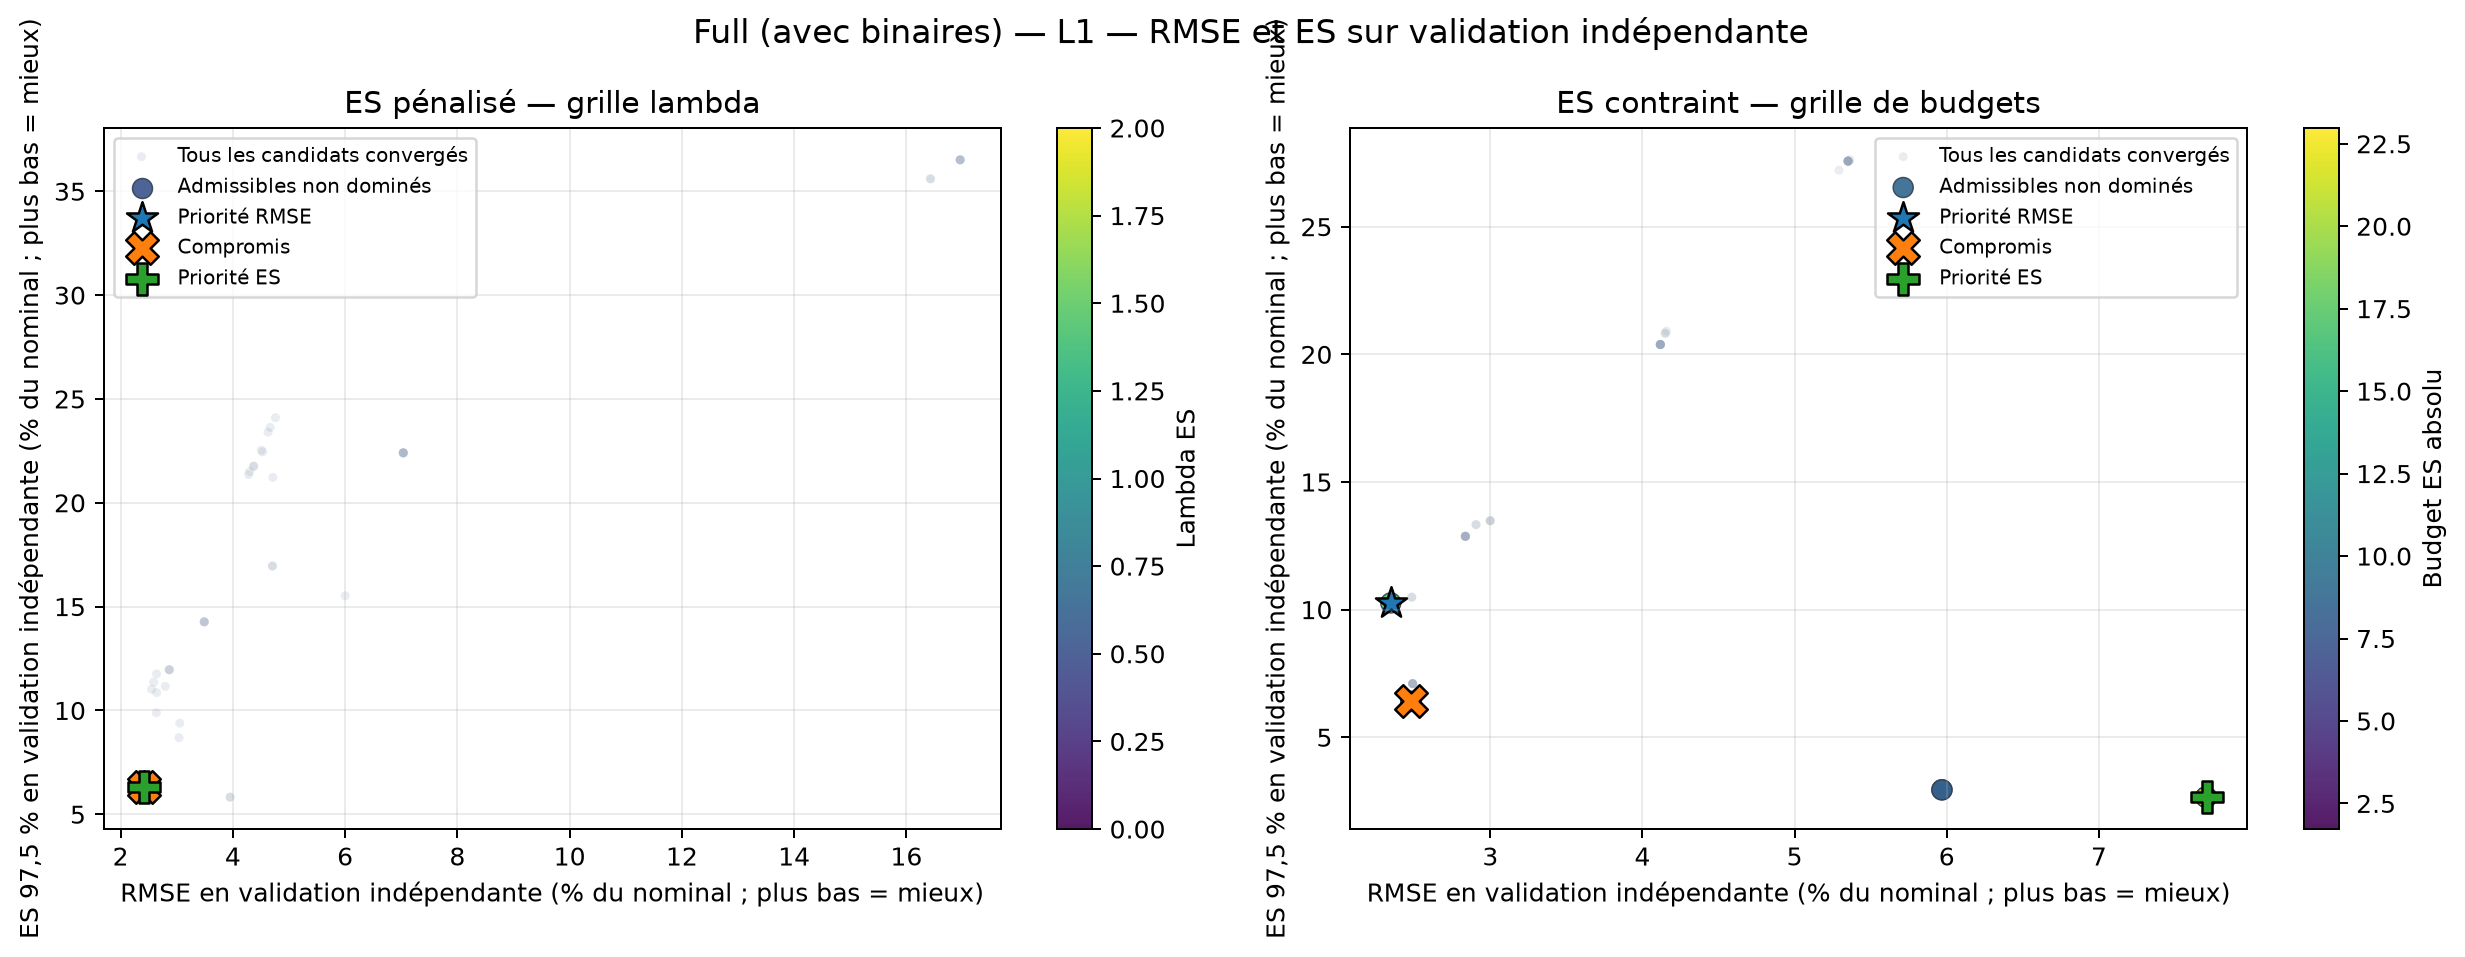 Full (avec binaires) — L1 — RMSE et ES sur validation indépendante
ES pénalisé — grille lambda
ES 97,5 % en validation indépendante (% du nominal ; plus bas = mieux)
35
30
25
20
15
10
5
Tous les candidats convergés
Admissibles non dominés
Priorité RMSE
Compromis
Priorité ES
2 4 6 8 10 12 14 16
RMSE en validation indépendante (% du nominal ; plus bas = mieux)
2.00
1.75
1.50
1.25
1.00
0.75
0.50
0.25
0.00
Lambda ES
ES contraint — grille de budgets
ES 97,5 % en validation indépendante (% du nominal ; plus bas = mieux)
25
20
15
10
5
Tous les candidats convergés
Admissibles non dominés
Priorité RMSE
Compromis
Priorité ES
3 4 5 6 7
RMSE en validation indépendante (% du nominal ; plus bas = mieux)
22.5
20.0
17.5
15.0
12.5
10.0
7.5
5.0
2.5
Budget ES absolu